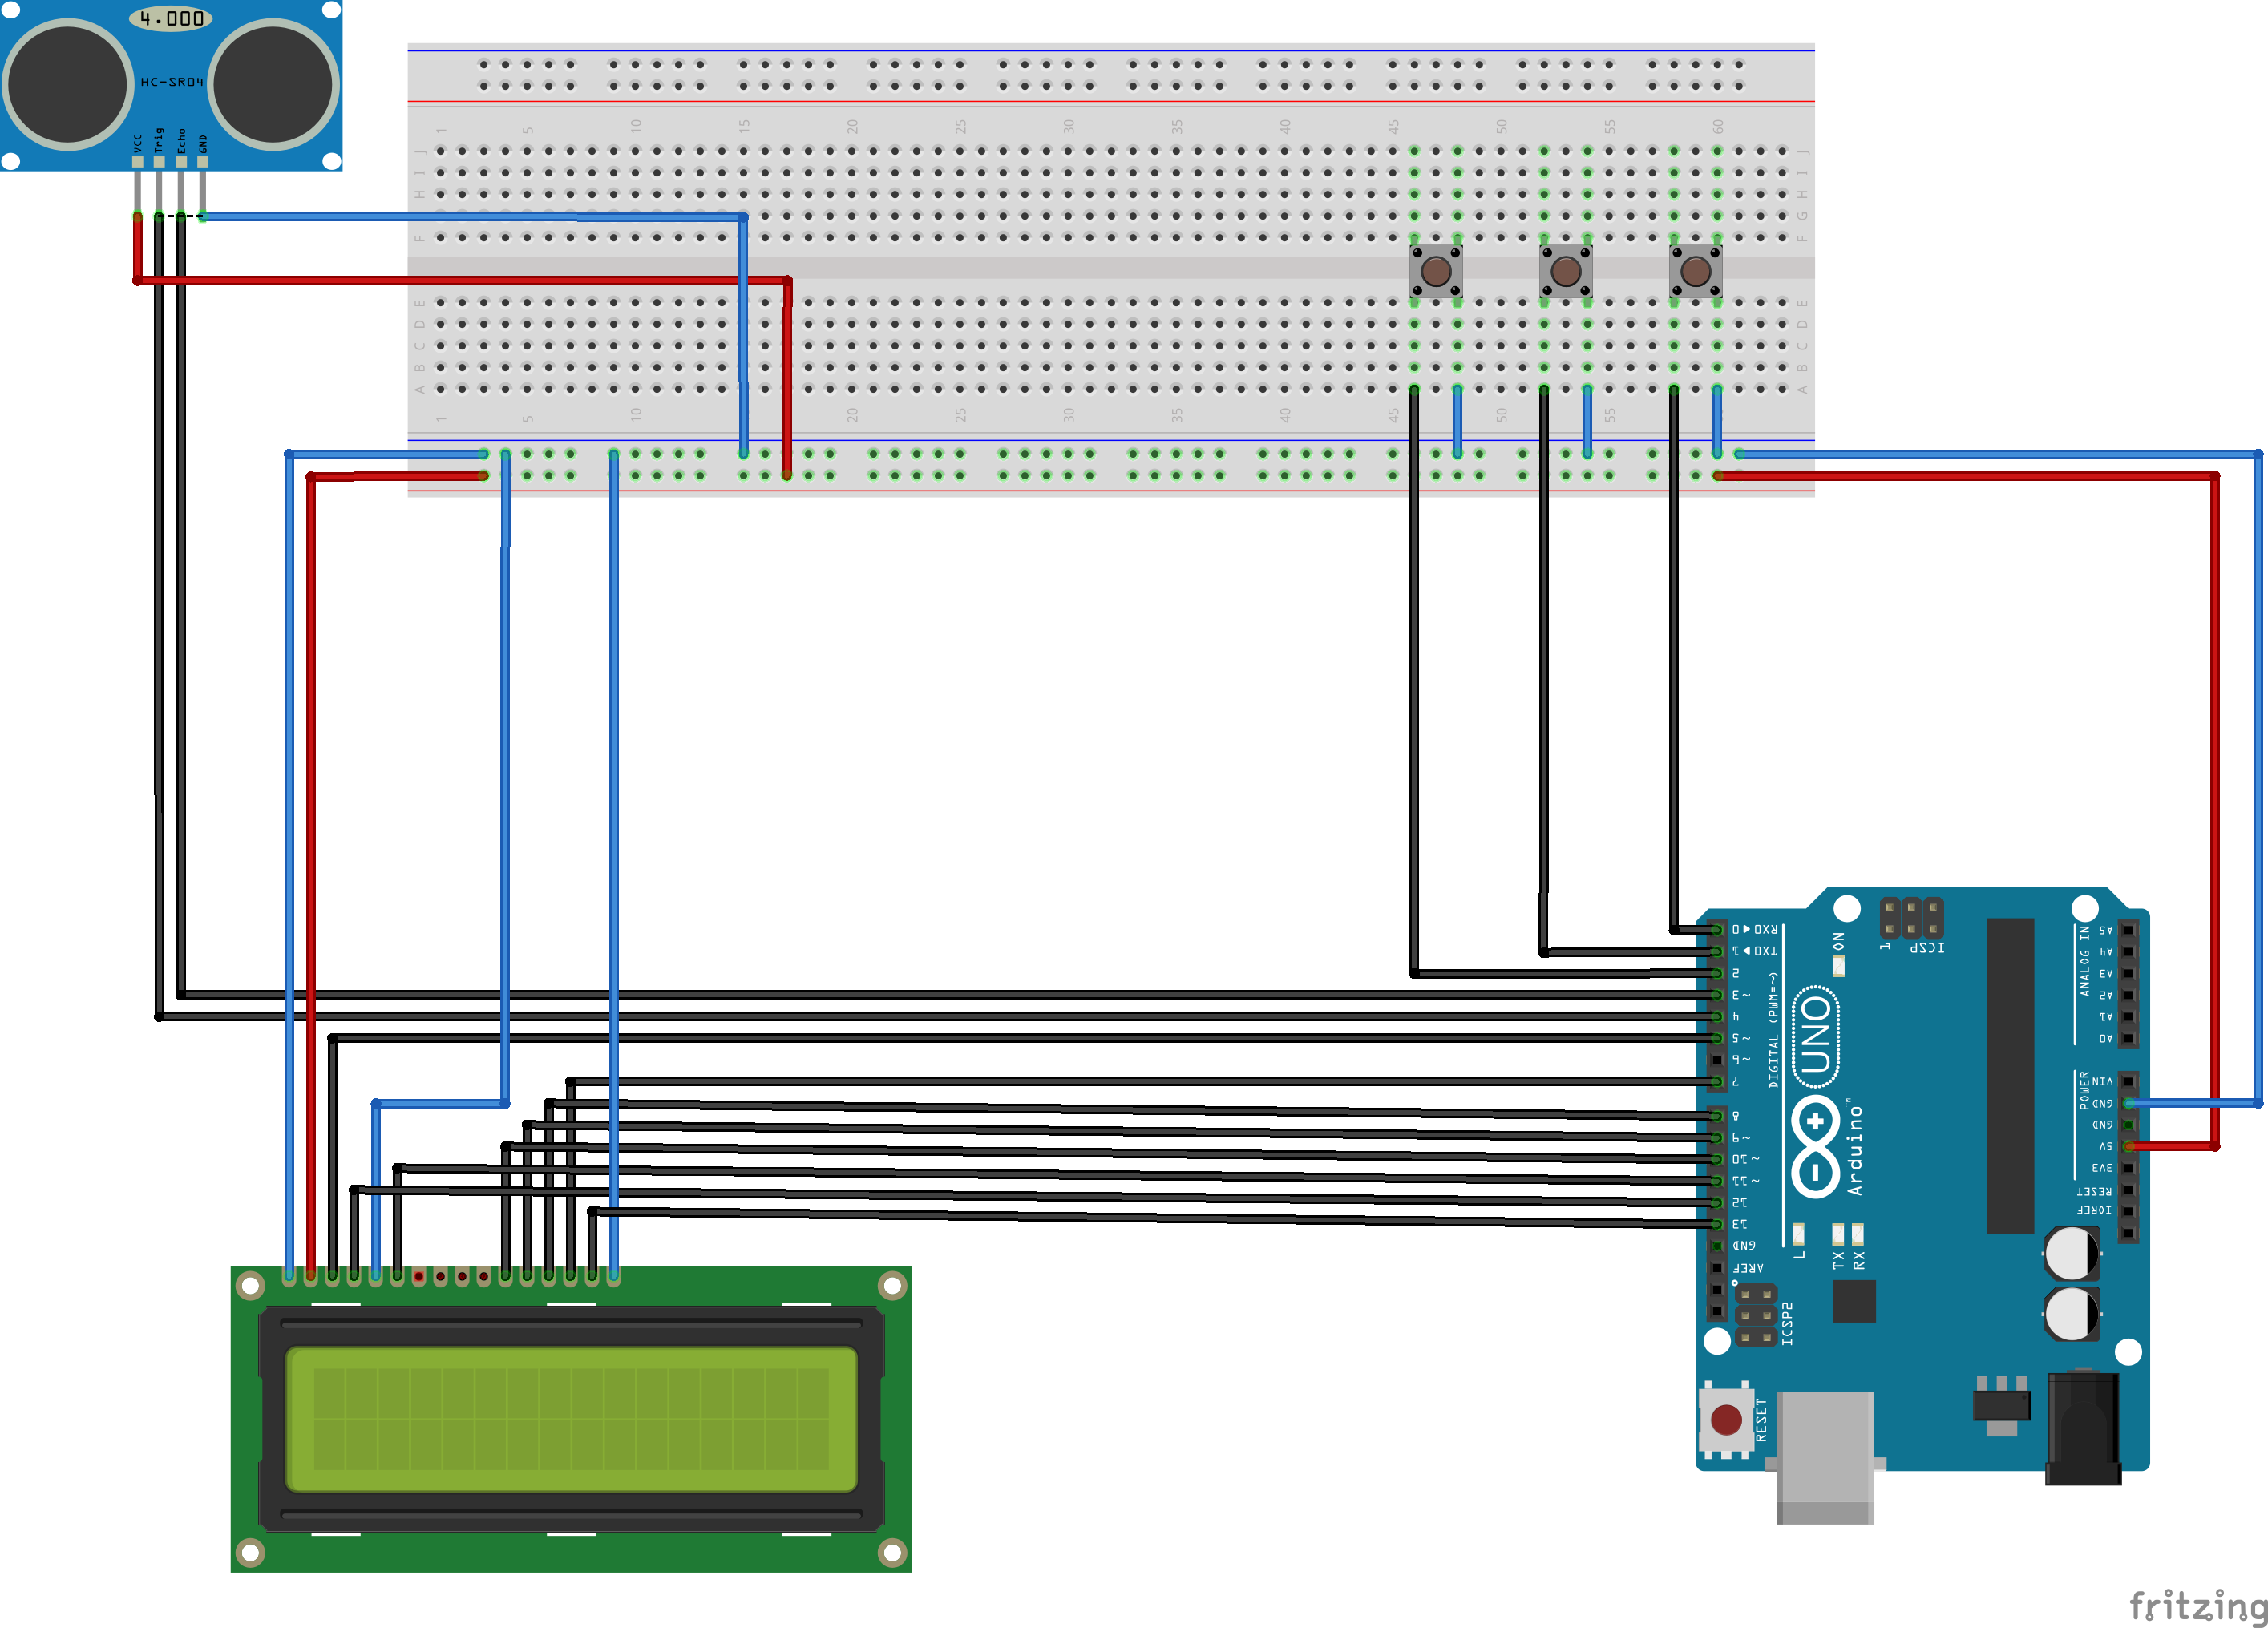 4.000
HC-SR04
VCC Trig Echo GND
1 5 10 15 20 25 30 35 40 45 50 55 60
J J
I I
H H
G
F F
E E
D D
C C
B B
A A
1 5 10 15 20 25 30 35 40 45 50 55
RX0◄0
TX0◄1
2
~3
4
~5
~6
7
8
~9
~10
~11
12
13
GND
AREF
DIGITAL (PWM=~)
UNO
Arduino™
ON
1
ICSP
ANALOG IN
A5
A4
A3
A2
A1
A0
POWER
VIN
GND
GND
5V
3V3
RESET
IOREF
L
TX
RX
ICSP2
RESET
fritzing